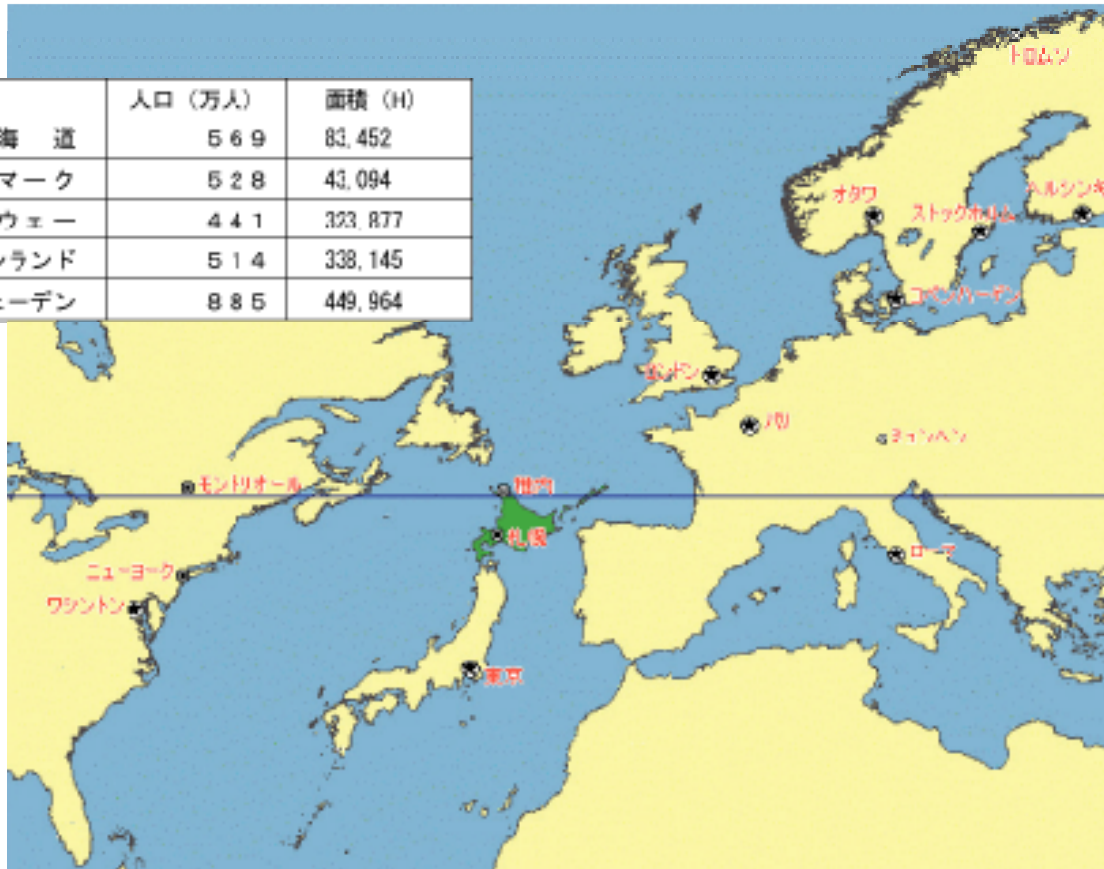 人口（万人） 面積（H）
海 道 569 83,452
マーク 528 43,094
ウェー 441 323,877
ンランド 514 338,145
ェーデン 885 449,964
トロムソ
オタワ
ヘルシンキ
ストックホルム
コペンハーゲン
ロンドン
パリ
ミュンヘン
モントリオール
稚内
札幌
ニューヨーク
ローマ
ワシントン
東京